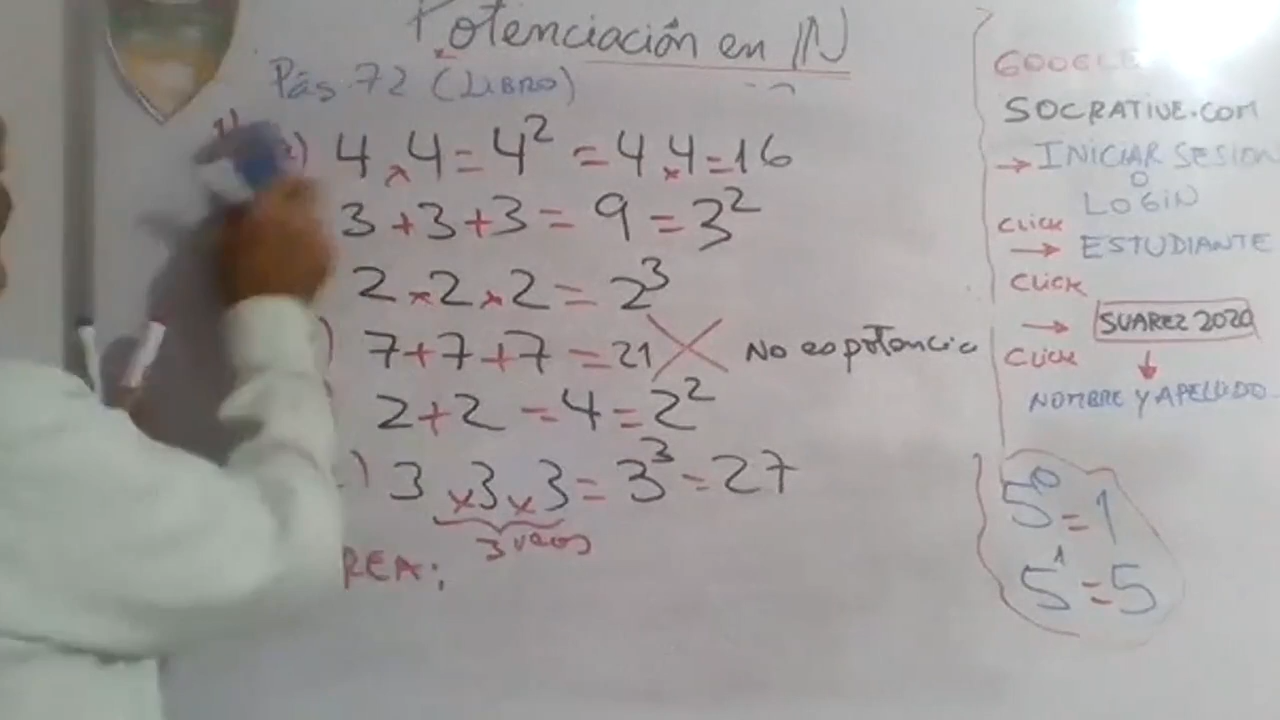 Potenciación en IN
Pág. 72 (LIBRO)
1)
a) 4 x 4 = 4² = 4 x 4 = 16
3 + 3 + 3 = 9 = 3²
2 x 2 x 2 = 2³
) 7 + 7 + 7 = 21 X No es potencia
2 + 2 = 4 = 2²
) 3 x 3 x 3 = 3³ = 27
3 veces
REA:
GOOGLE
SOCRATIVE.COM
→ INICIAR SESION
O
LOGIN
CLICK
→ ESTUDIANTE
CLICK
→ SUAREZ 2020
CLICK ↓
NOMBRE Y APELLIDO
5⁰ = 1
5¹ = 5